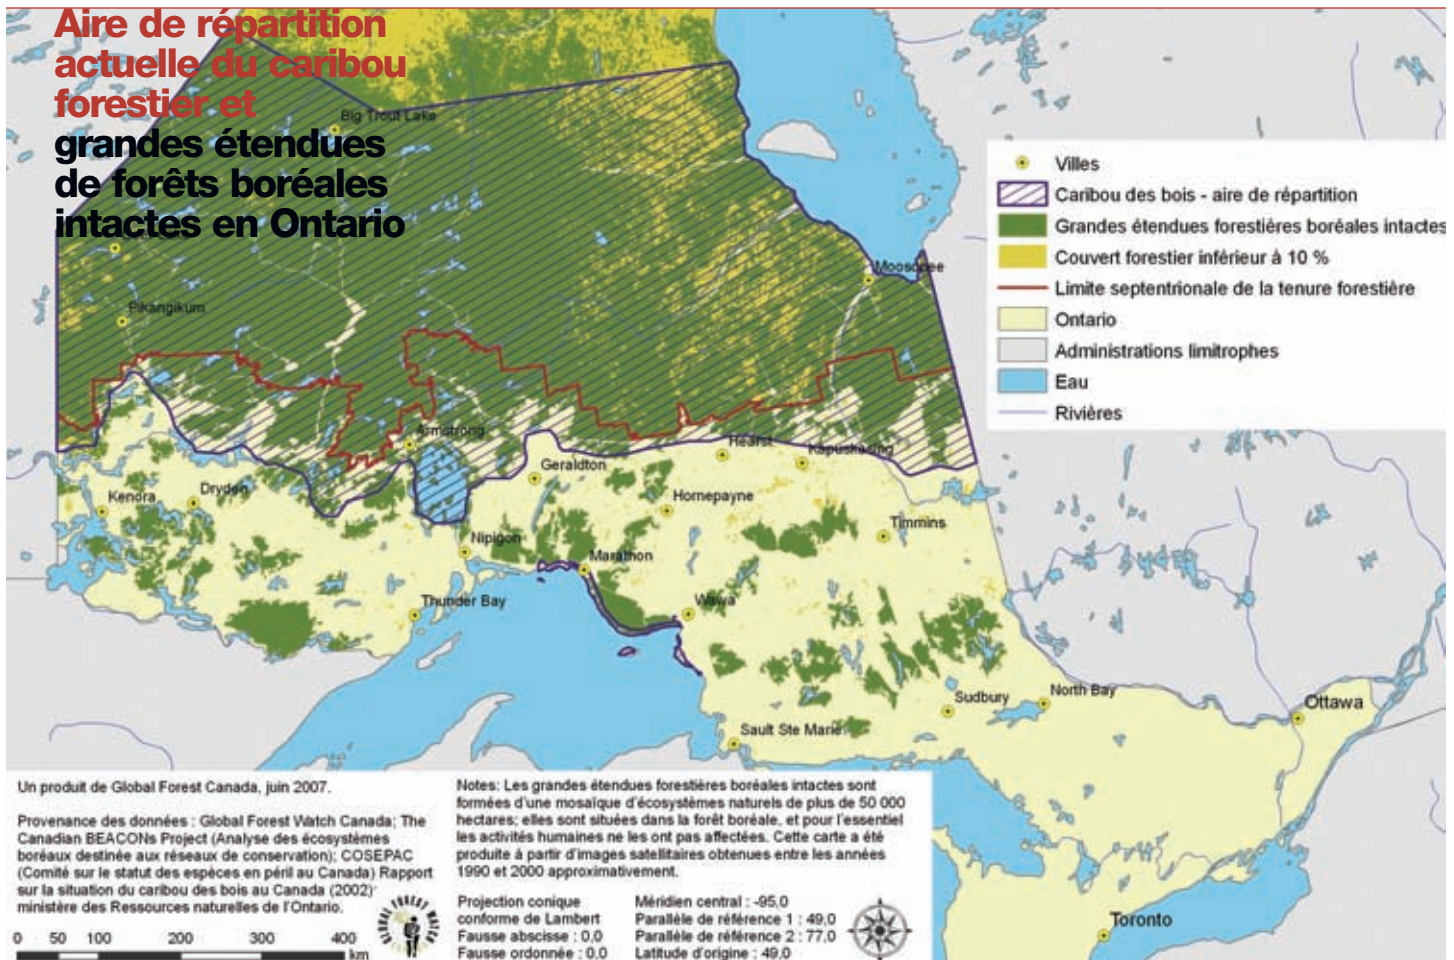 Aire de répartition
actuelle du caribou
forestier et
grandes étendues
de forêts boréales
intactes en Ontario
Big Trout Lake
Pikangikum
Moosonee
Armstrong
Geraldton
Hearst
Kapuskasing
Kenora
Dryden
Hornepayne
Timmins
Nipigon
Marathon
Thunder Bay
Wawa
Sudbury
North Bay
Ottawa
Sault Ste Marie
Toronto
Villes
Caribou des bois - aire de répartition
Grandes étendues forestières boréales intactes
Couvert forestier inférieur à 10 %
Limite septentrionale de la tenure forestière
Ontario
Administrations limitrophes
Eau
Rivières
Un produit de Global Forest Canada, juin 2007.
Provenance des données : Global Forest Watch Canada; The
Canadian BEACONs Project (Analyse des écosystèmes
boréaux destinée aux réseaux de conservation); COSEPAC
(Comité sur le statut des espèces en péril au Canada) Rapport
sur la situation du caribou des bois au Canada (2002)
ministère des Ressources naturelles de l'Ontario.
0 50 100 200 300 400
km
GLOBAL FOREST WATCH
Notes: Les grandes étendues forestières boréales intactes sont
formées d'une mosaïque d'écosystèmes naturels de plus de 50 000
hectares; elles sont situées dans la forêt boréale, et pour l'essentiel
les activités humaines ne les ont pas affectées. Cette carte a été
produite à partir d'images satellitaires obtenues entre les années
1990 et 2000 approximativement.
Projection conique
conforme de Lambert
Fausse abscisse : 0,0
Fausse ordonnée : 0,0
Méridien central : -95,0
Parallèle de référence 1 : 49,0
Parallèle de référence 2 : 77,0
Latitude d'origine : 49,0